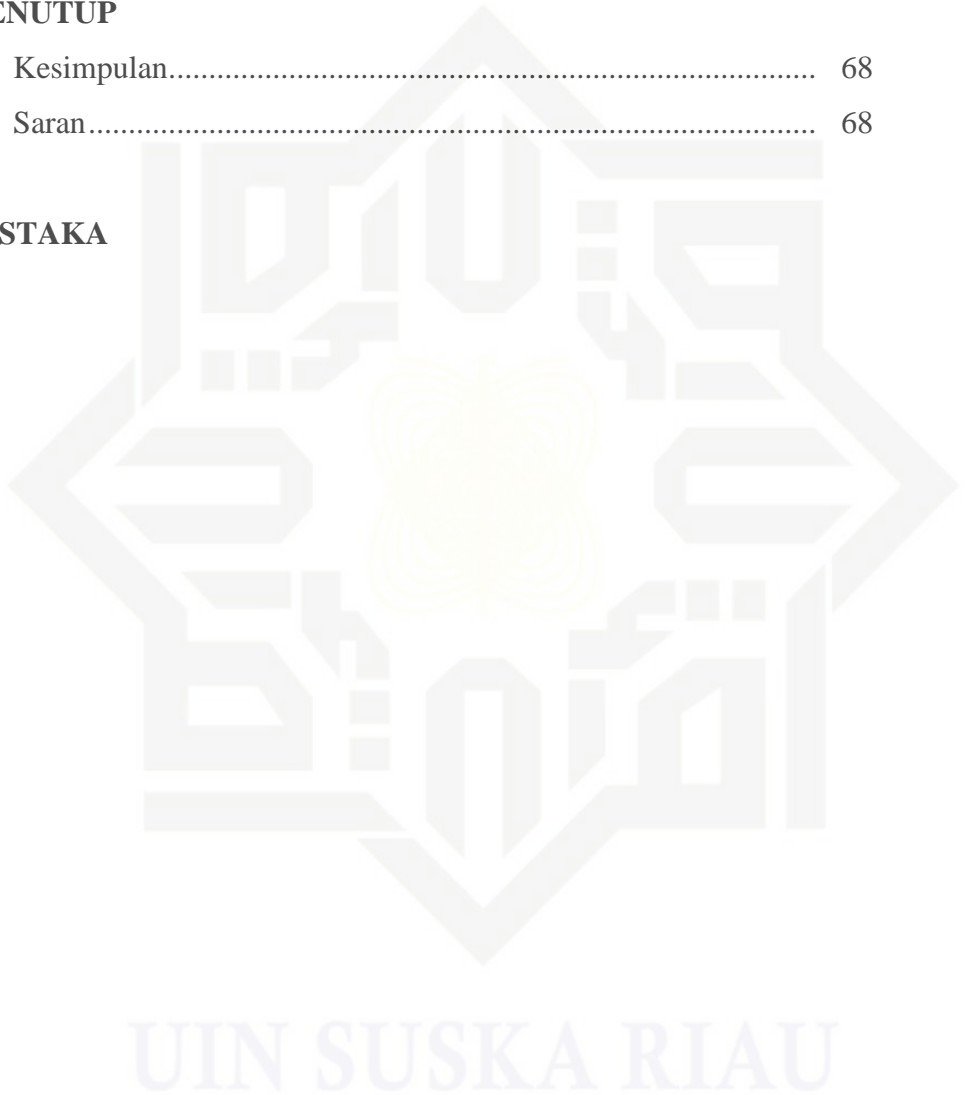 ENUTUP
Kesimpulan................................................................................. 68
Saran........................................................................................... 68
STAKA
UIN SUSKA RIAU